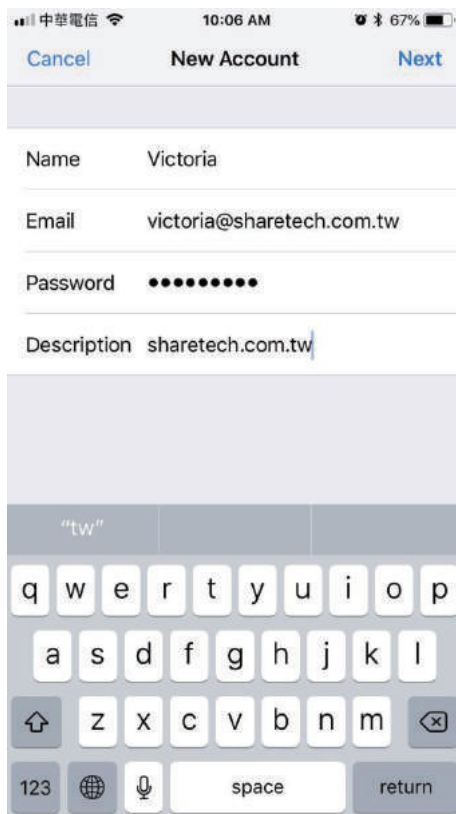 中華電信 10:06 AM 67%
Cancel New Account Next
Name Victoria
Email victoria@sharetech.com.tw
Password •••••••••
Description sharetech.com.tw
“tw”
q w e r t y u i o p
a s d f g h j k l
z x c v b n m
123 space return